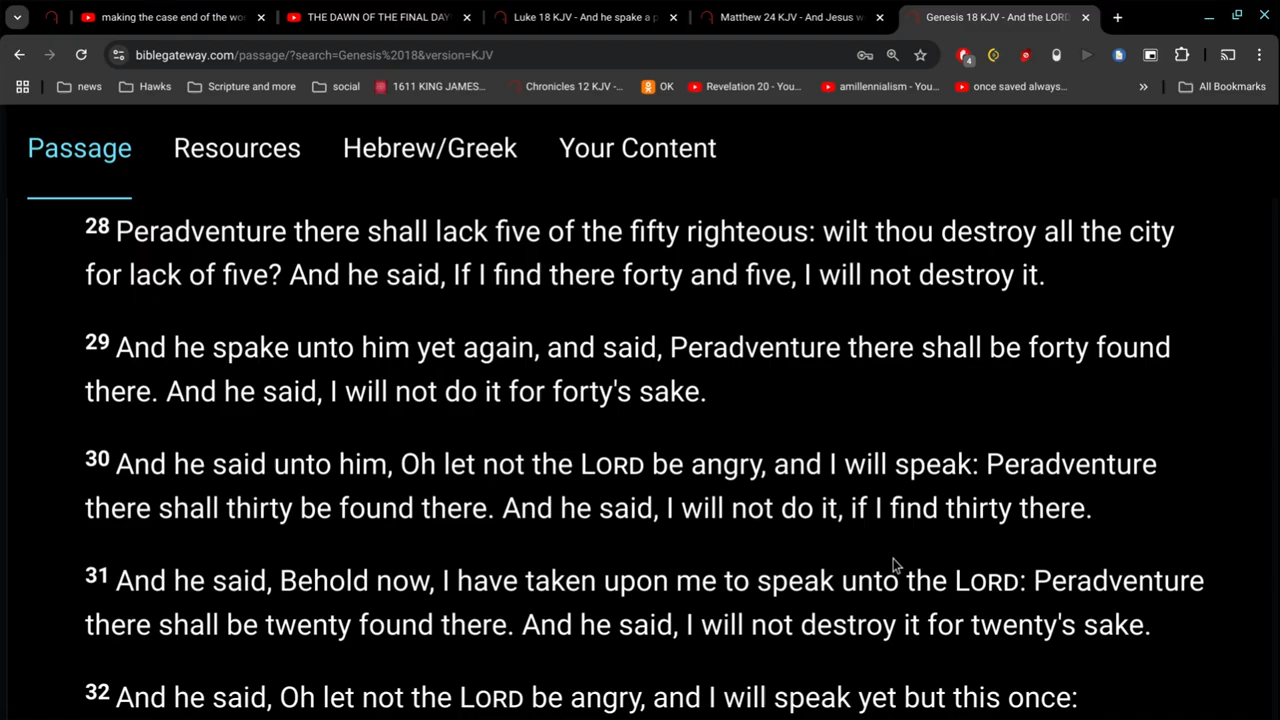 making the case end of the wo
THE DAWN OF THE FINAL DAY
Luke 18 KJV - And he spake a p
Matthew 24 KJV - And Jesus w
Genesis 18 KJV - And the LORD
biblegateway.com/passage/?search=Genesis%2018&version=KJV
4
news
Hawks
Scripture and more
social
1611 KING JAMES...
Chronicles 12 KJV -...
OK
Revelation 20 - You...
amillennialism - You...
once saved always...
All Bookmarks
Passage
Resources
Hebrew/Greek
Your Content
28 Peradventure there shall lack five of the fifty righteous: wilt thou destroy all the city
for lack of five? And he said, If I find there forty and five, I will not destroy it.
29 And he spake unto him yet again, and said, Peradventure there shall be forty found
there. And he said, I will not do it for forty's sake.
30 And he said unto him, Oh let not the LORD be angry, and I will speak: Peradventure
there shall thirty be found there. And he said, I will not do it, if I find thirty there.
31 And he said, Behold now, I have taken upon me to speak unto the LORD: Peradventure
there shall be twenty found there. And he said, I will not destroy it for twenty's sake.
32 And he said, Oh let not the LORD be angry, and I will speak yet but this once: